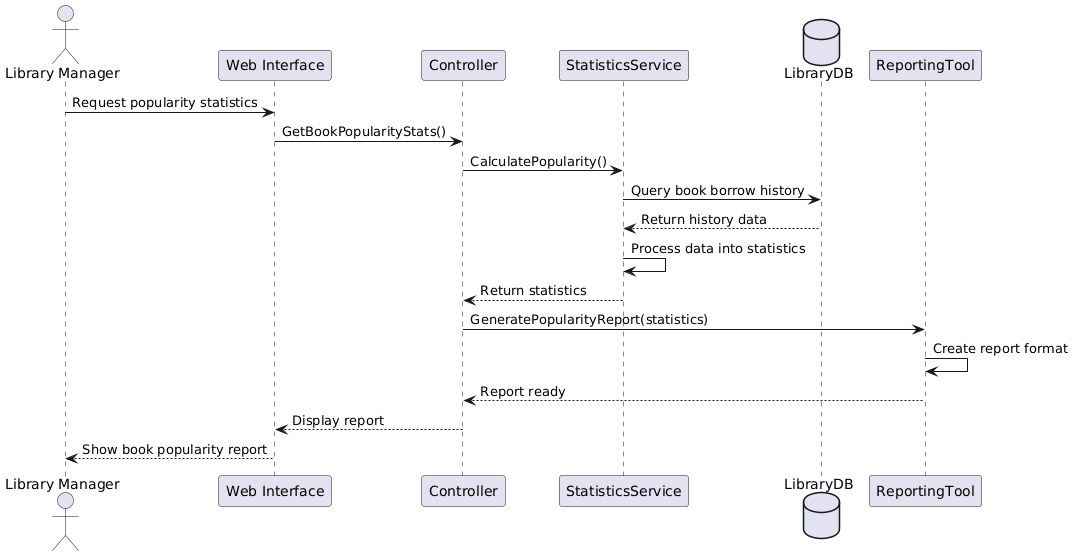 Library Manager
Web Interface
Controller
StatisticsService
LibraryDB
ReportingTool
Request popularity statistics
GetBookPopularityStats()
CalculatePopularity()
Query book borrow history
Return history data
Process data into statistics
Return statistics
GeneratePopularityReport(statistics)
Create report format
Report ready
Display report
Show book popularity report
Library Manager
Web Interface
Controller
StatisticsService
LibraryDB
ReportingTool